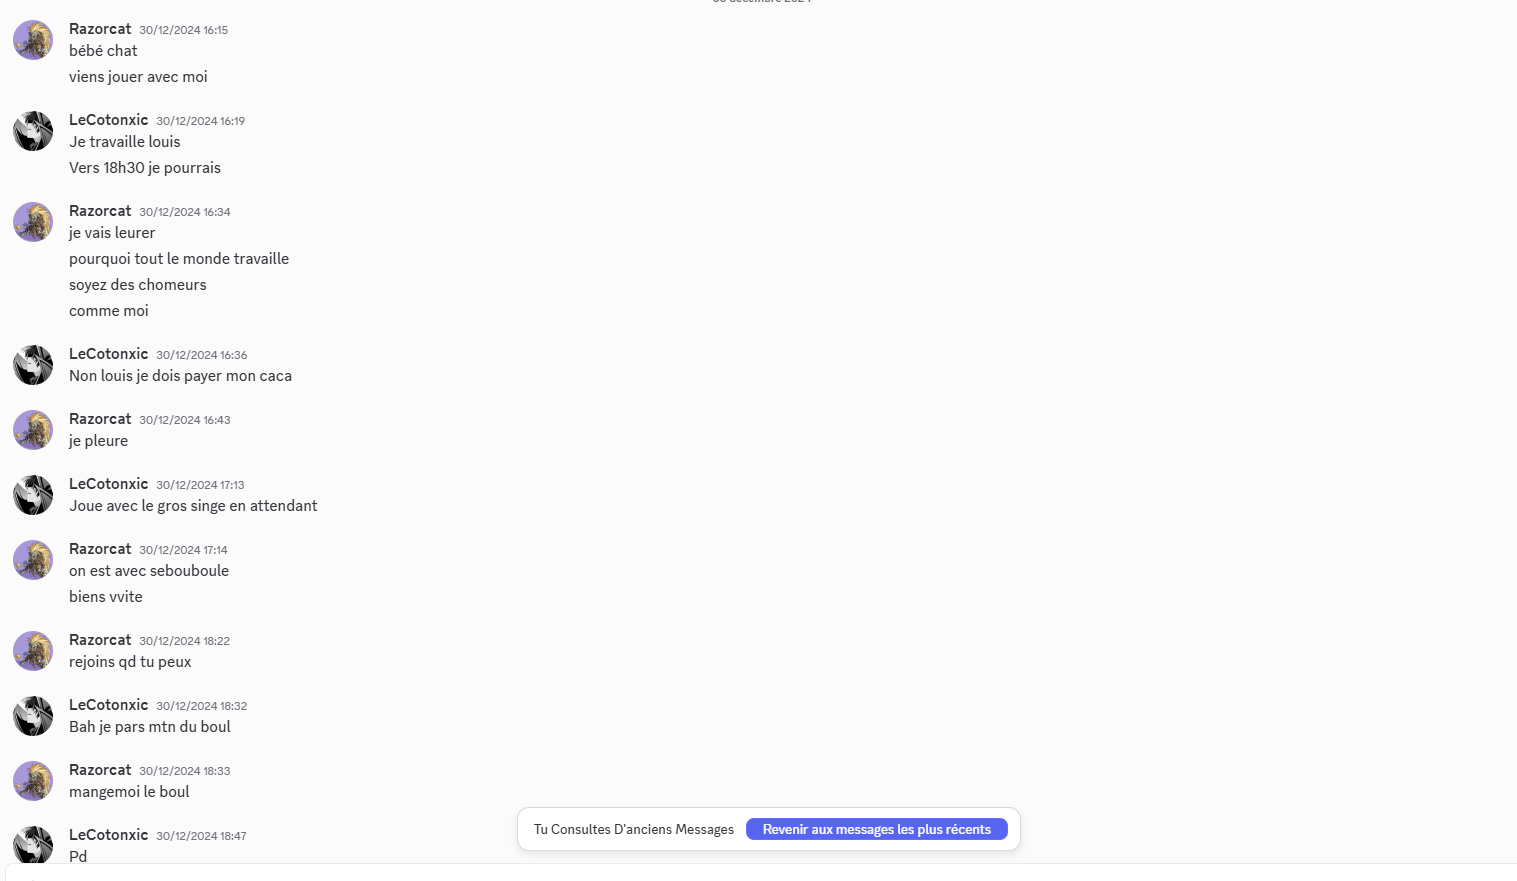 30 décembre 2024
Razorcat 30/12/2024 16:15
bébé chat
viens jouer avec moi
LeCotonxic 30/12/2024 16:19
Je travaille louis
Vers 18h30 je pourrais
Razorcat 30/12/2024 16:34
je vais leurer
pourquoi tout le monde travaille
soyez des chomeurs
comme moi
LeCotonxic 30/12/2024 16:36
Non louis je dois payer mon caca
Razorcat 30/12/2024 16:43
je pleure
LeCotonxic 30/12/2024 17:13
Joue avec le gros singe en attendant
Razorcat 30/12/2024 17:14
on est avec sebouboule
biens vvite
Razorcat 30/12/2024 18:22
rejoins qd tu peux
LeCotonxic 30/12/2024 18:32
Bah je pars mtn du boul
Razorcat 30/12/2024 18:33
mangemoi le boul
LeCotonxic 30/12/2024 18:47
Pd
Tu Consultes D'anciens Messages Revenir aux messages les plus récents